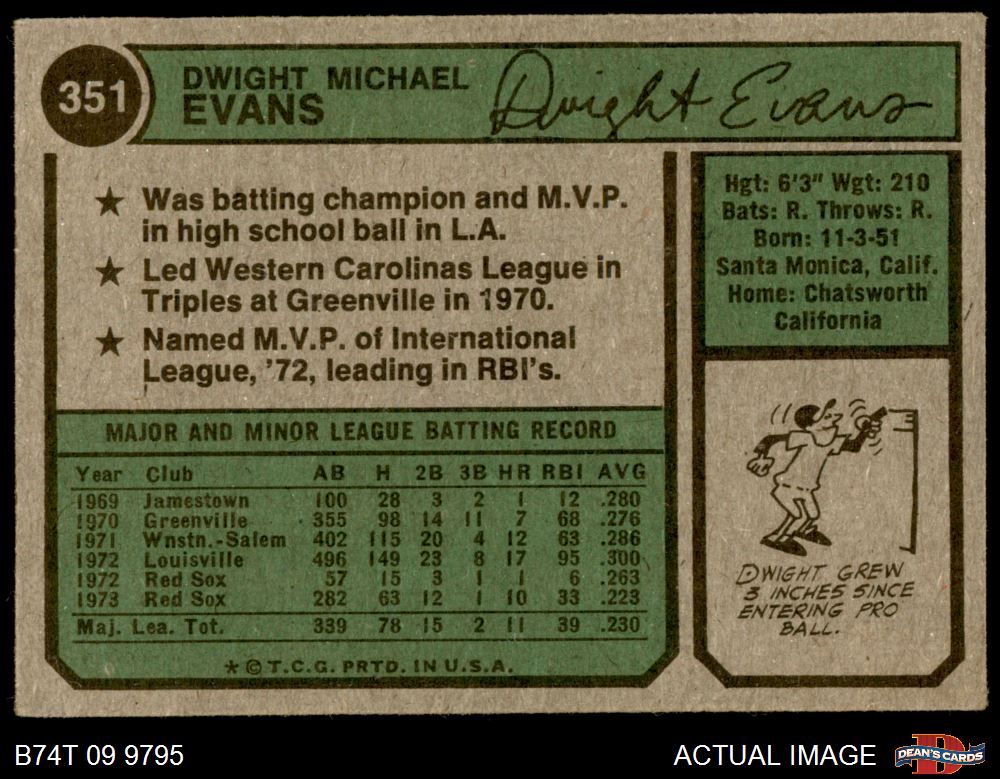 351
DWIGHT MICHAEL
EVANS
Dwight Evans
★ Was batting champion and M.V.P.
in high school ball in L.A.
★ Led Western Carolinas League in
Triples at Greenville in 1970.
★ Named M.V.P. of International
League, '72, leading in RBI's.
Hgt: 6'3" Wgt: 210
Bats: R. Throws: R.
Born: 11-3-51
Santa Monica, Calif.
Home: Chatsworth
California
MAJOR AND MINOR LEAGUE BATTING RECORD
Year Club AB H 2B 3B HR RBI AVG
1969 Jamestown 100 28 3 2 1 12 .280
1970 Greenville 355 98 14 11 7 68 .276
1971 Wnstn.-Salem 402 115 20 4 12 63 .286
1972 Louisville 496 149 23 8 17 95 .300
1972 Red Sox 57 15 3 1 1 6 .263
1973 Red Sox 282 63 12 1 10 33 .223
Maj. Lea. Tot. 339 78 15 2 11 39 .230
* © T.C.G. PRTD. IN U.S.A.
DWIGHT GREW
3 INCHES SINCE
ENTERING PRO
BALL.
B74T 09 9795
ACTUAL IMAGE
DEAN'S CARDS